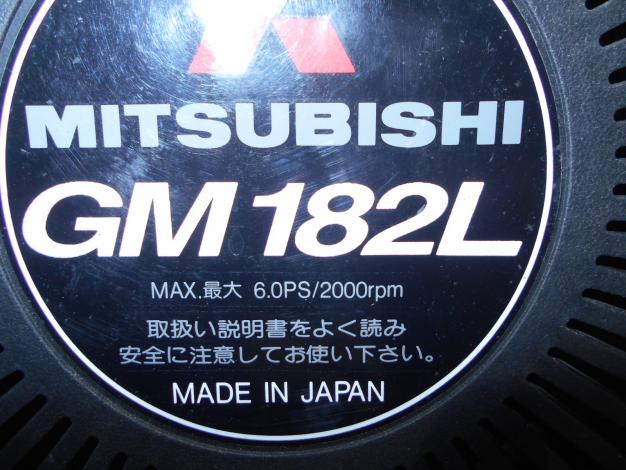 MITSUBISHI
GM 182L
MAX.最大 6.0PS/2000rpm
取扱い説明書をよく読み
安全に注意してお使い下さい。
MADE IN JAPAN